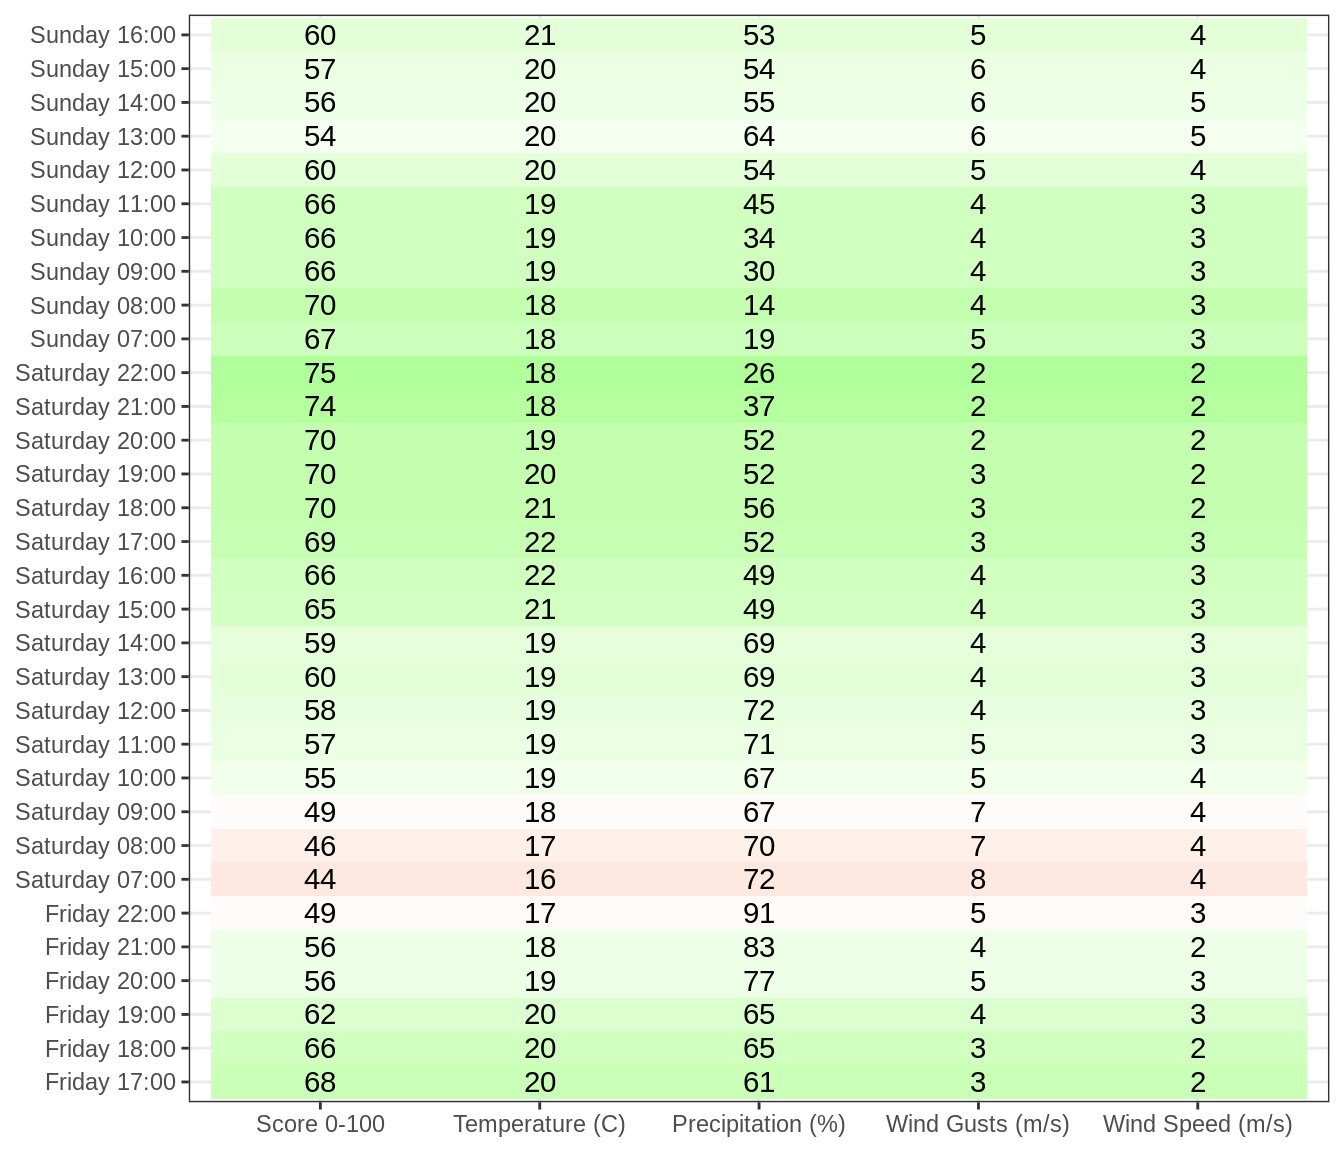 Sunday 16:00 60 21 53 5 4
Sunday 15:00 57 20 54 6 4
Sunday 14:00 56 20 55 6 5
Sunday 13:00 54 20 64 6 5
Sunday 12:00 60 20 54 5 4
Sunday 11:00 66 19 45 4 3
Sunday 10:00 66 19 34 4 3
Sunday 09:00 66 19 30 4 3
Sunday 08:00 70 18 14 4 3
Sunday 07:00 67 18 19 5 3
Saturday 22:00 75 18 26 2 2
Saturday 21:00 74 18 37 2 2
Saturday 20:00 70 19 52 2 2
Saturday 19:00 70 20 52 3 2
Saturday 18:00 70 21 56 3 2
Saturday 17:00 69 22 52 3 3
Saturday 16:00 66 22 49 4 3
Saturday 15:00 65 21 49 4 3
Saturday 14:00 59 19 69 4 3
Saturday 13:00 60 19 69 4 3
Saturday 12:00 58 19 72 4 3
Saturday 11:00 57 19 71 5 3
Saturday 10:00 55 19 67 5 4
Saturday 09:00 49 18 67 7 4
Saturday 08:00 46 17 70 7 4
Saturday 07:00 44 16 72 8 4
Friday 22:00 49 17 91 5 3
Friday 21:00 56 18 83 4 2
Friday 20:00 56 19 77 5 3
Friday 19:00 62 20 65 4 3
Friday 18:00 66 20 65 3 2
Friday 17:00 68 20 61 3 2
Score 0-100 Temperature (C) Precipitation (%) Wind Gusts (m/s) Wind Speed (m/s)